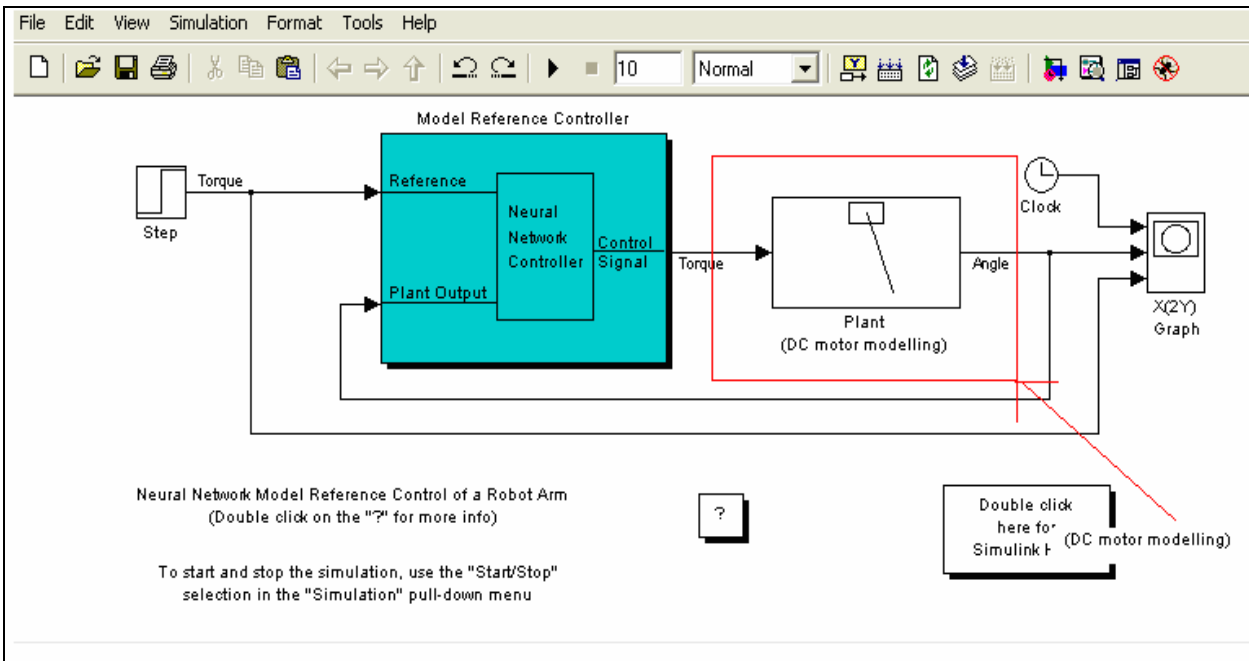 File Edit View Simulation Format Tools Help
10 Normal
Model Reference Controller
Step
Torque
Reference
Plant Output
Neural
Network
Controller
Control
Signal
Torque
Plant
(DC motor modelling)
Angle
Clock
X(2Y)
Graph
Neural Network Model Reference Control of a Robot Arm
(Double click on the "?" for more info)
?
Double click
here for
Simulink H
(DC motor modelling)
To start and stop the simulation, use the "Start/Stop"
selection in the "Simulation" pull-down menu